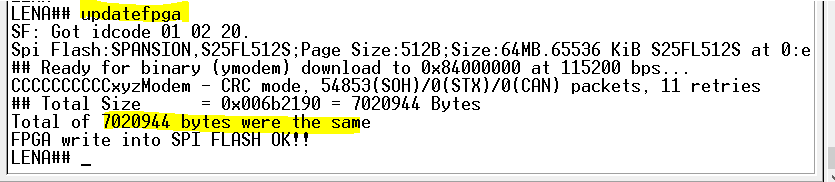 LENA## updatefpga
SF: Got idcode 01 02 20.
Spi Flash:SPANSION,S25FL512S;Page Size:512B;Size:64MB.65536 KiB S25FL512S at 0:e
## Ready for binary (ymodem) download to 0x84000000 at 115200 bps...
CCCCCCCCCCxyzModem - CRC mode, 54853(SOH)/0(STX)/0(CAN) packets, 11 retries
## Total Size      = 0x006b2190 = 7020944 Bytes
Total of 7020944 bytes were the same
FPGA write into SPI FLASH OK!!
LENA## _